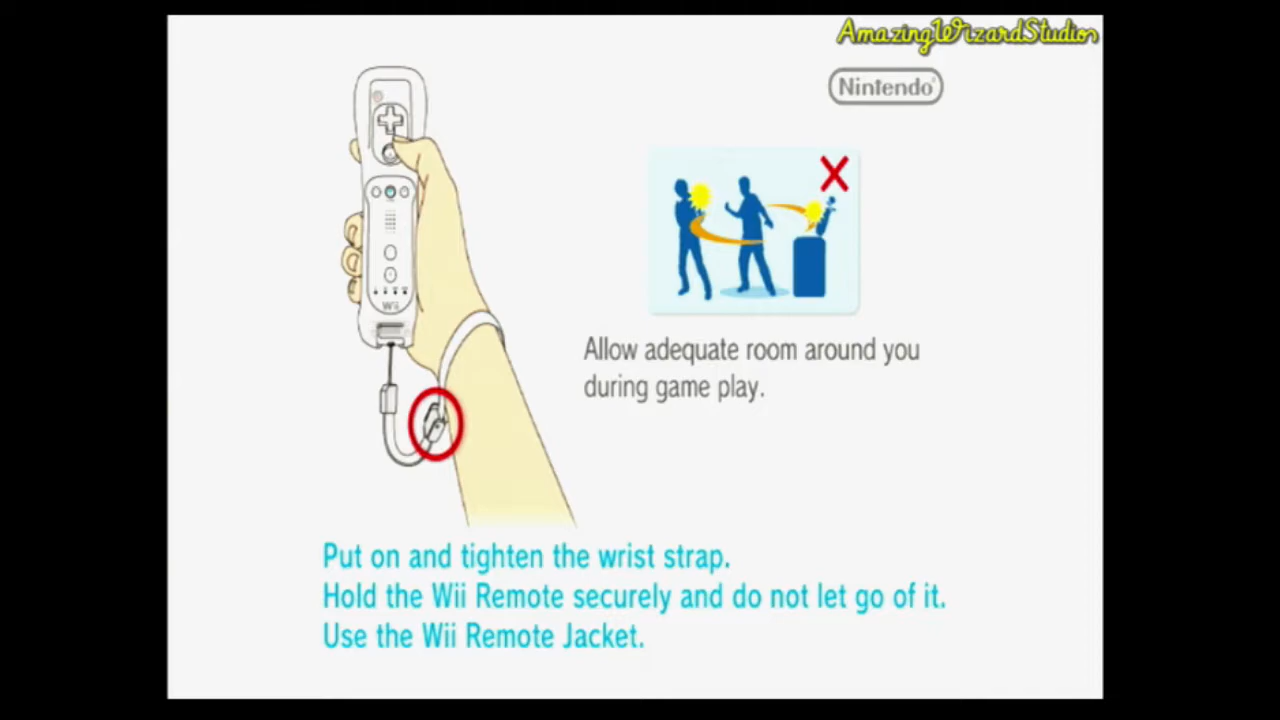 AmazingWizardStudios
Nintendo®
Wii
Allow adequate room around you
during game play.
Put on and tighten the wrist strap.
Hold the Wii Remote securely and do not let go of it.
Use the Wii Remote Jacket.